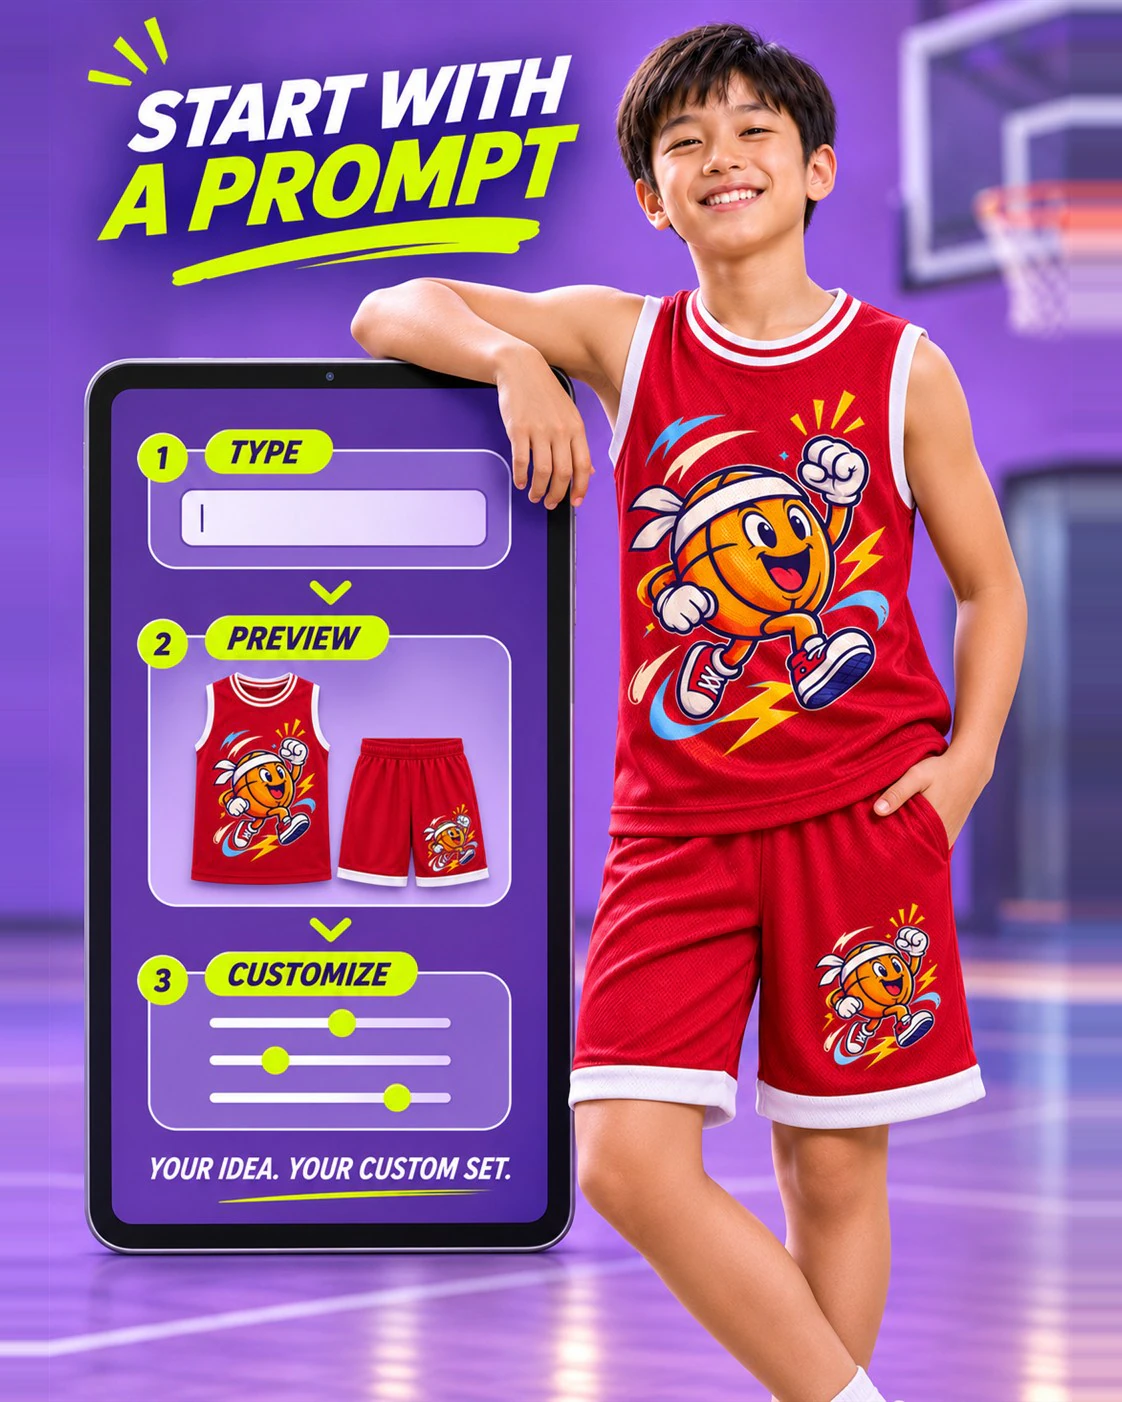 START WITH
A PROMPT
1 TYPE
2 PREVIEW
3 CUSTOMIZE
YOUR IDEA. YOUR CUSTOM SET.